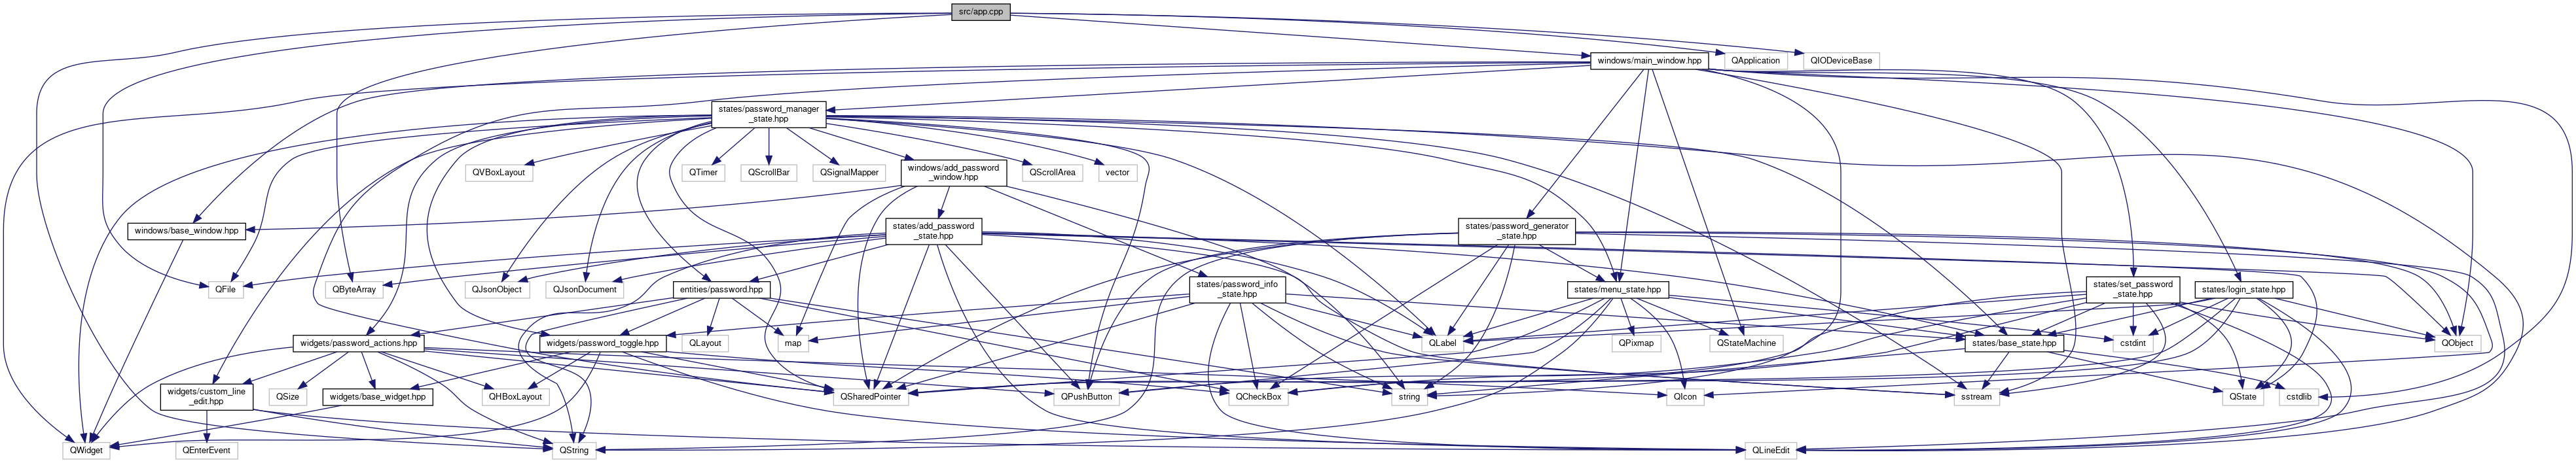 src/app.cpp
windows/main_window.hpp
QApplication
QIODeviceBase
states/password_manager
_state.hpp
QVBoxLayout
QTimer
QScrollBar
QSignalMapper
windows/add_password
_window.hpp
QScrollArea
vector
windows/base_window.hpp
states/add_password
_state.hpp
states/password_generator
_state.hpp
QFile
QByteArray
QJsonObject
QJsonDocument
entities/password.hpp
states/password_info
_state.hpp
states/menu_state.hpp
states/set_password
_state.hpp
states/login_state.hpp
widgets/password_actions.hpp
widgets/password_toggle.hpp
QLayout
map
QLabel
QPixmap
QStateMachine
states/base_state.hpp
cstdint
QObject
widgets/custom_line
_edit.hpp
QSize
widgets/base_widget.hpp
QHBoxLayout
QSharedPointer
QPushButton
QCheckBox
string
QIcon
sstream
QState
cstdlib
QWidget
QEnterEvent
QString
QLineEdit